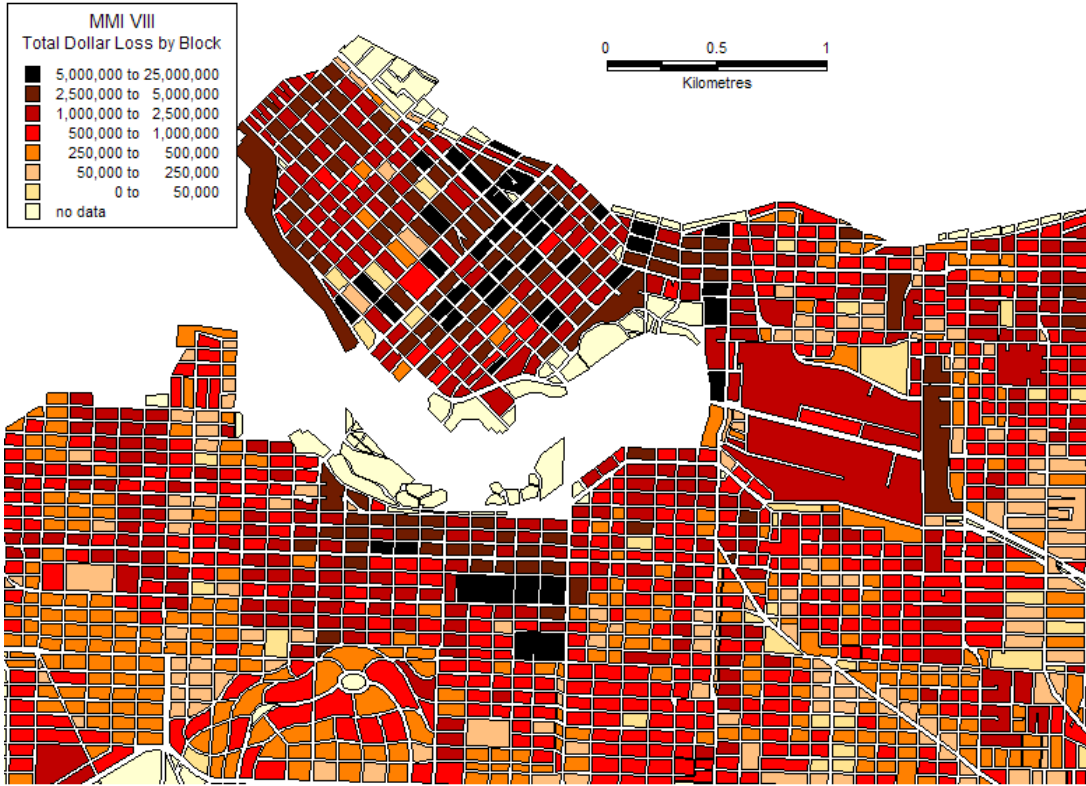 MMI VIII
Total Dollar Loss by Block
5,000,000 to 25,000,000
2,500,000 to 5,000,000
1,000,000 to 2,500,000
500,000 to 1,000,000
250,000 to 500,000
50,000 to 250,000
0 to 50,000
no data
0 0.5 1
Kilometres